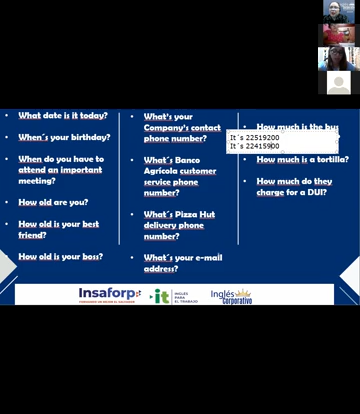 What date is it today?
When´s your birthday?
When do you have to
attend an important
meeting?
How old are you?
How old is your best
friend?
How old is your boss?
What's your
Company's contact
phone number?
What´s Banco
Agrícola customer
service phone
number?
What´s Pizza Hut
delivery phone
number?
What´s your e-mail
address?
How much is the bus
It´s 22519200
It´s 22415900
How much is a tortilla?
How much do they
charge for a DUI?
Insaforp
it
INGLÉS
PARA
EL TRABAJO
Inglés
Corporativo